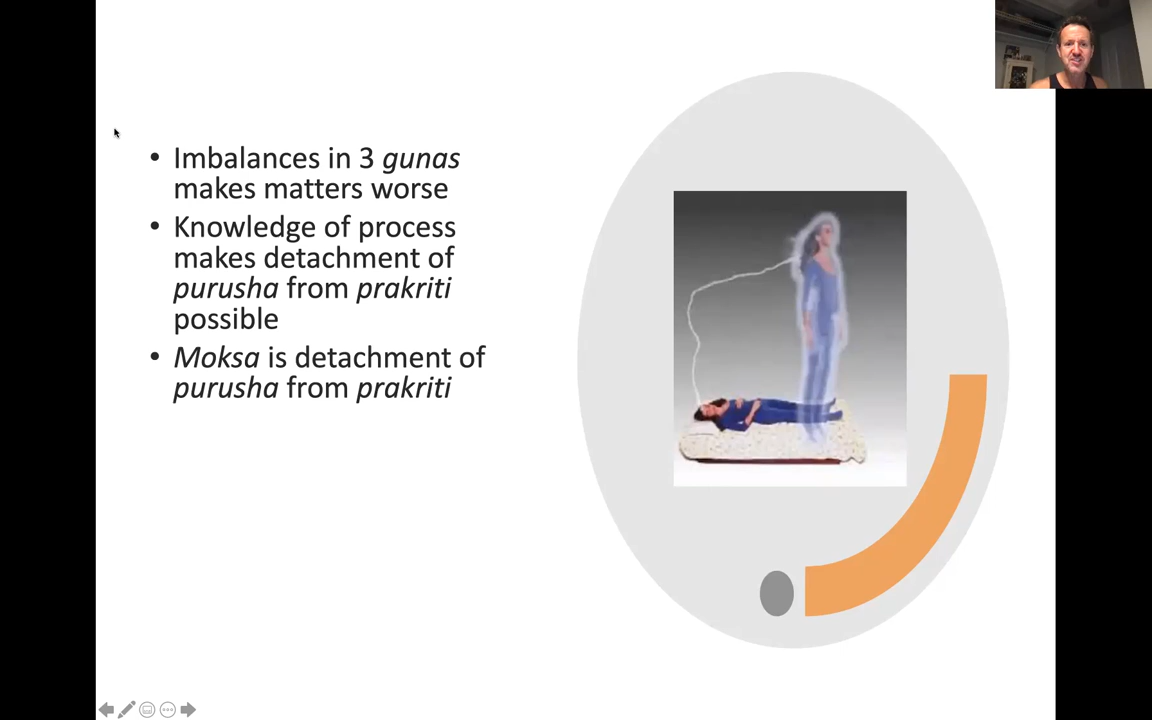 • Imbalances in 3 gunas
makes matters worse
• Knowledge of process
makes detachment of
purusha from prakriti
possible
• Moksa is detachment of
purusha from prakriti